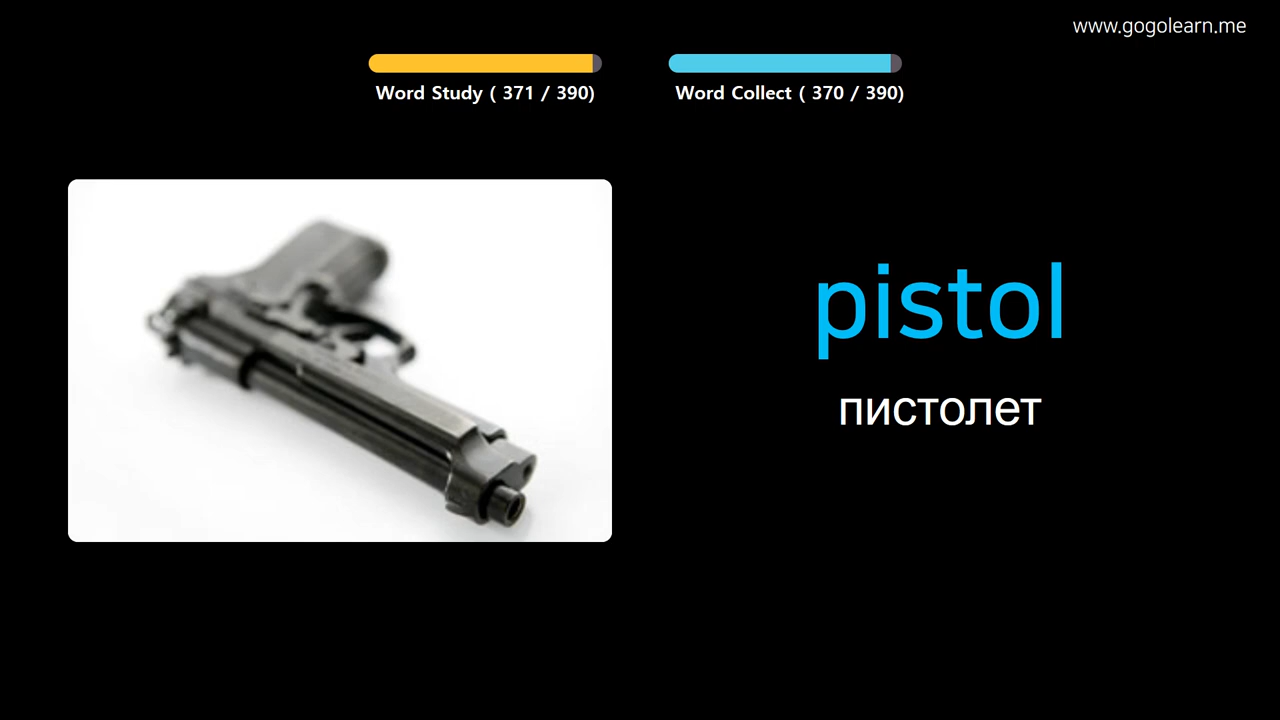 www.gogolearn.me
Word Study ( 371 / 390)
Word Collect ( 370 / 390)
pistol
пистолет